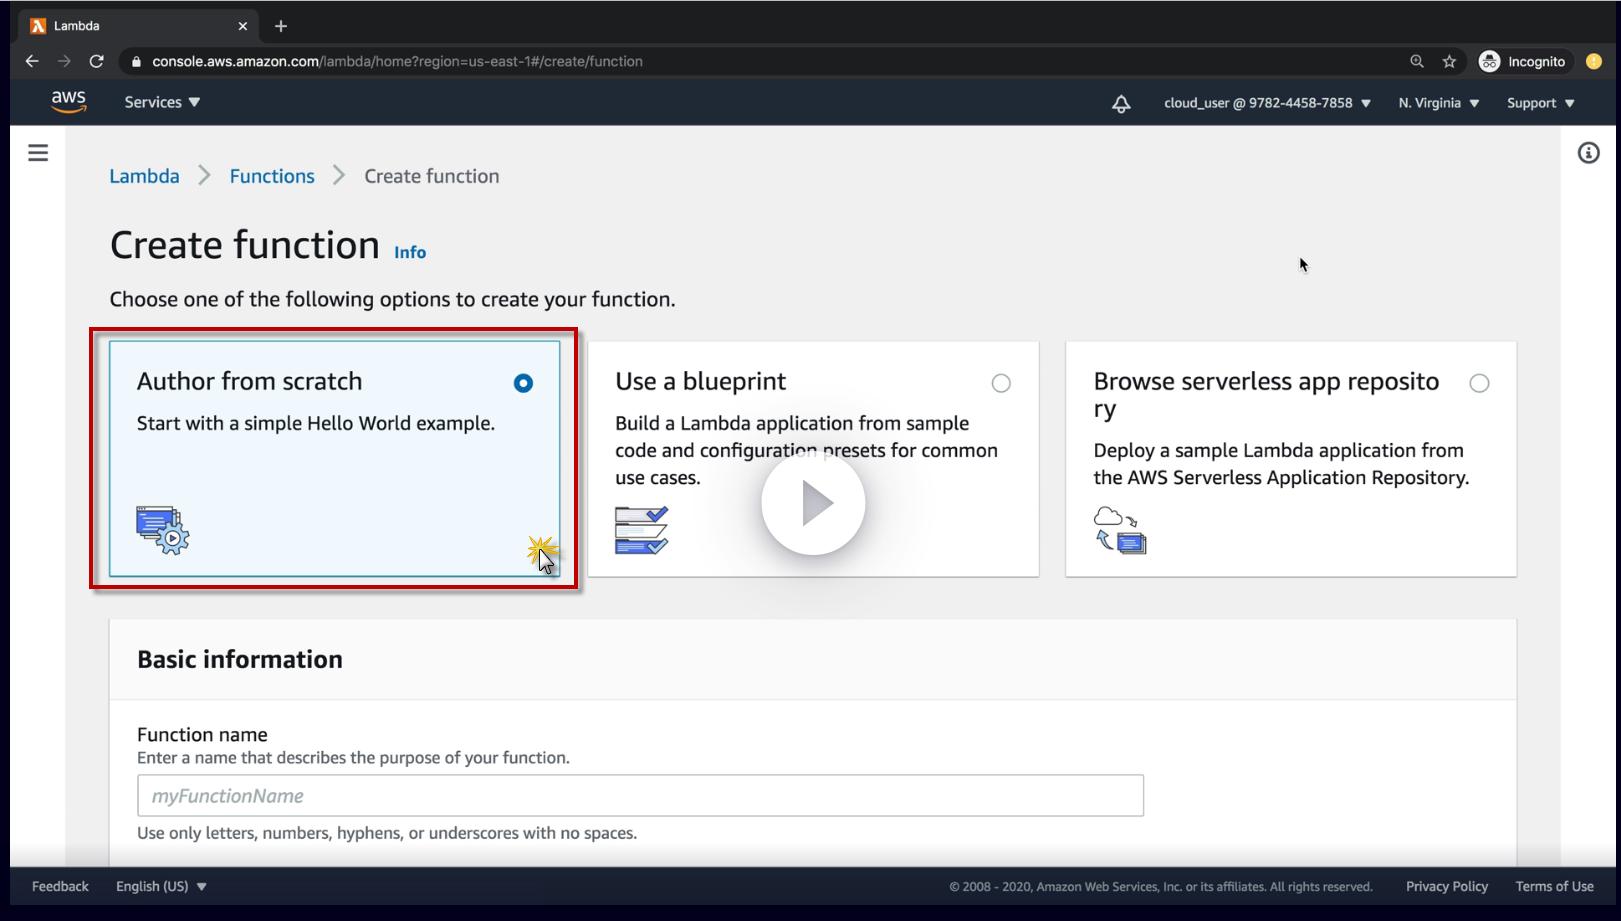 Lambda
console.aws.amazon.com/lambda/home?region=us-east-1#/create/function
Incognito
aws
Services
cloud_user @ 9782-4458-7858
N. Virginia
Support
Lambda
Functions
Create function
Create function Info
Choose one of the following options to create your function.
Author from scratch
Start with a simple Hello World example.
Use a blueprint
Build a Lambda application from sample
code and configuration presets for common
use cases.
Browse serverless app reposito
ry
Deploy a sample Lambda application from
the AWS Serverless Application Repository.
Basic information
Function name
Enter a name that describes the purpose of your function.
myFunctionName
Use only letters, numbers, hyphens, or underscores with no spaces.
Feedback
English (US)
© 2008 - 2020, Amazon Web Services, Inc. or its affiliates. All rights reserved.
Privacy Policy
Terms of Use